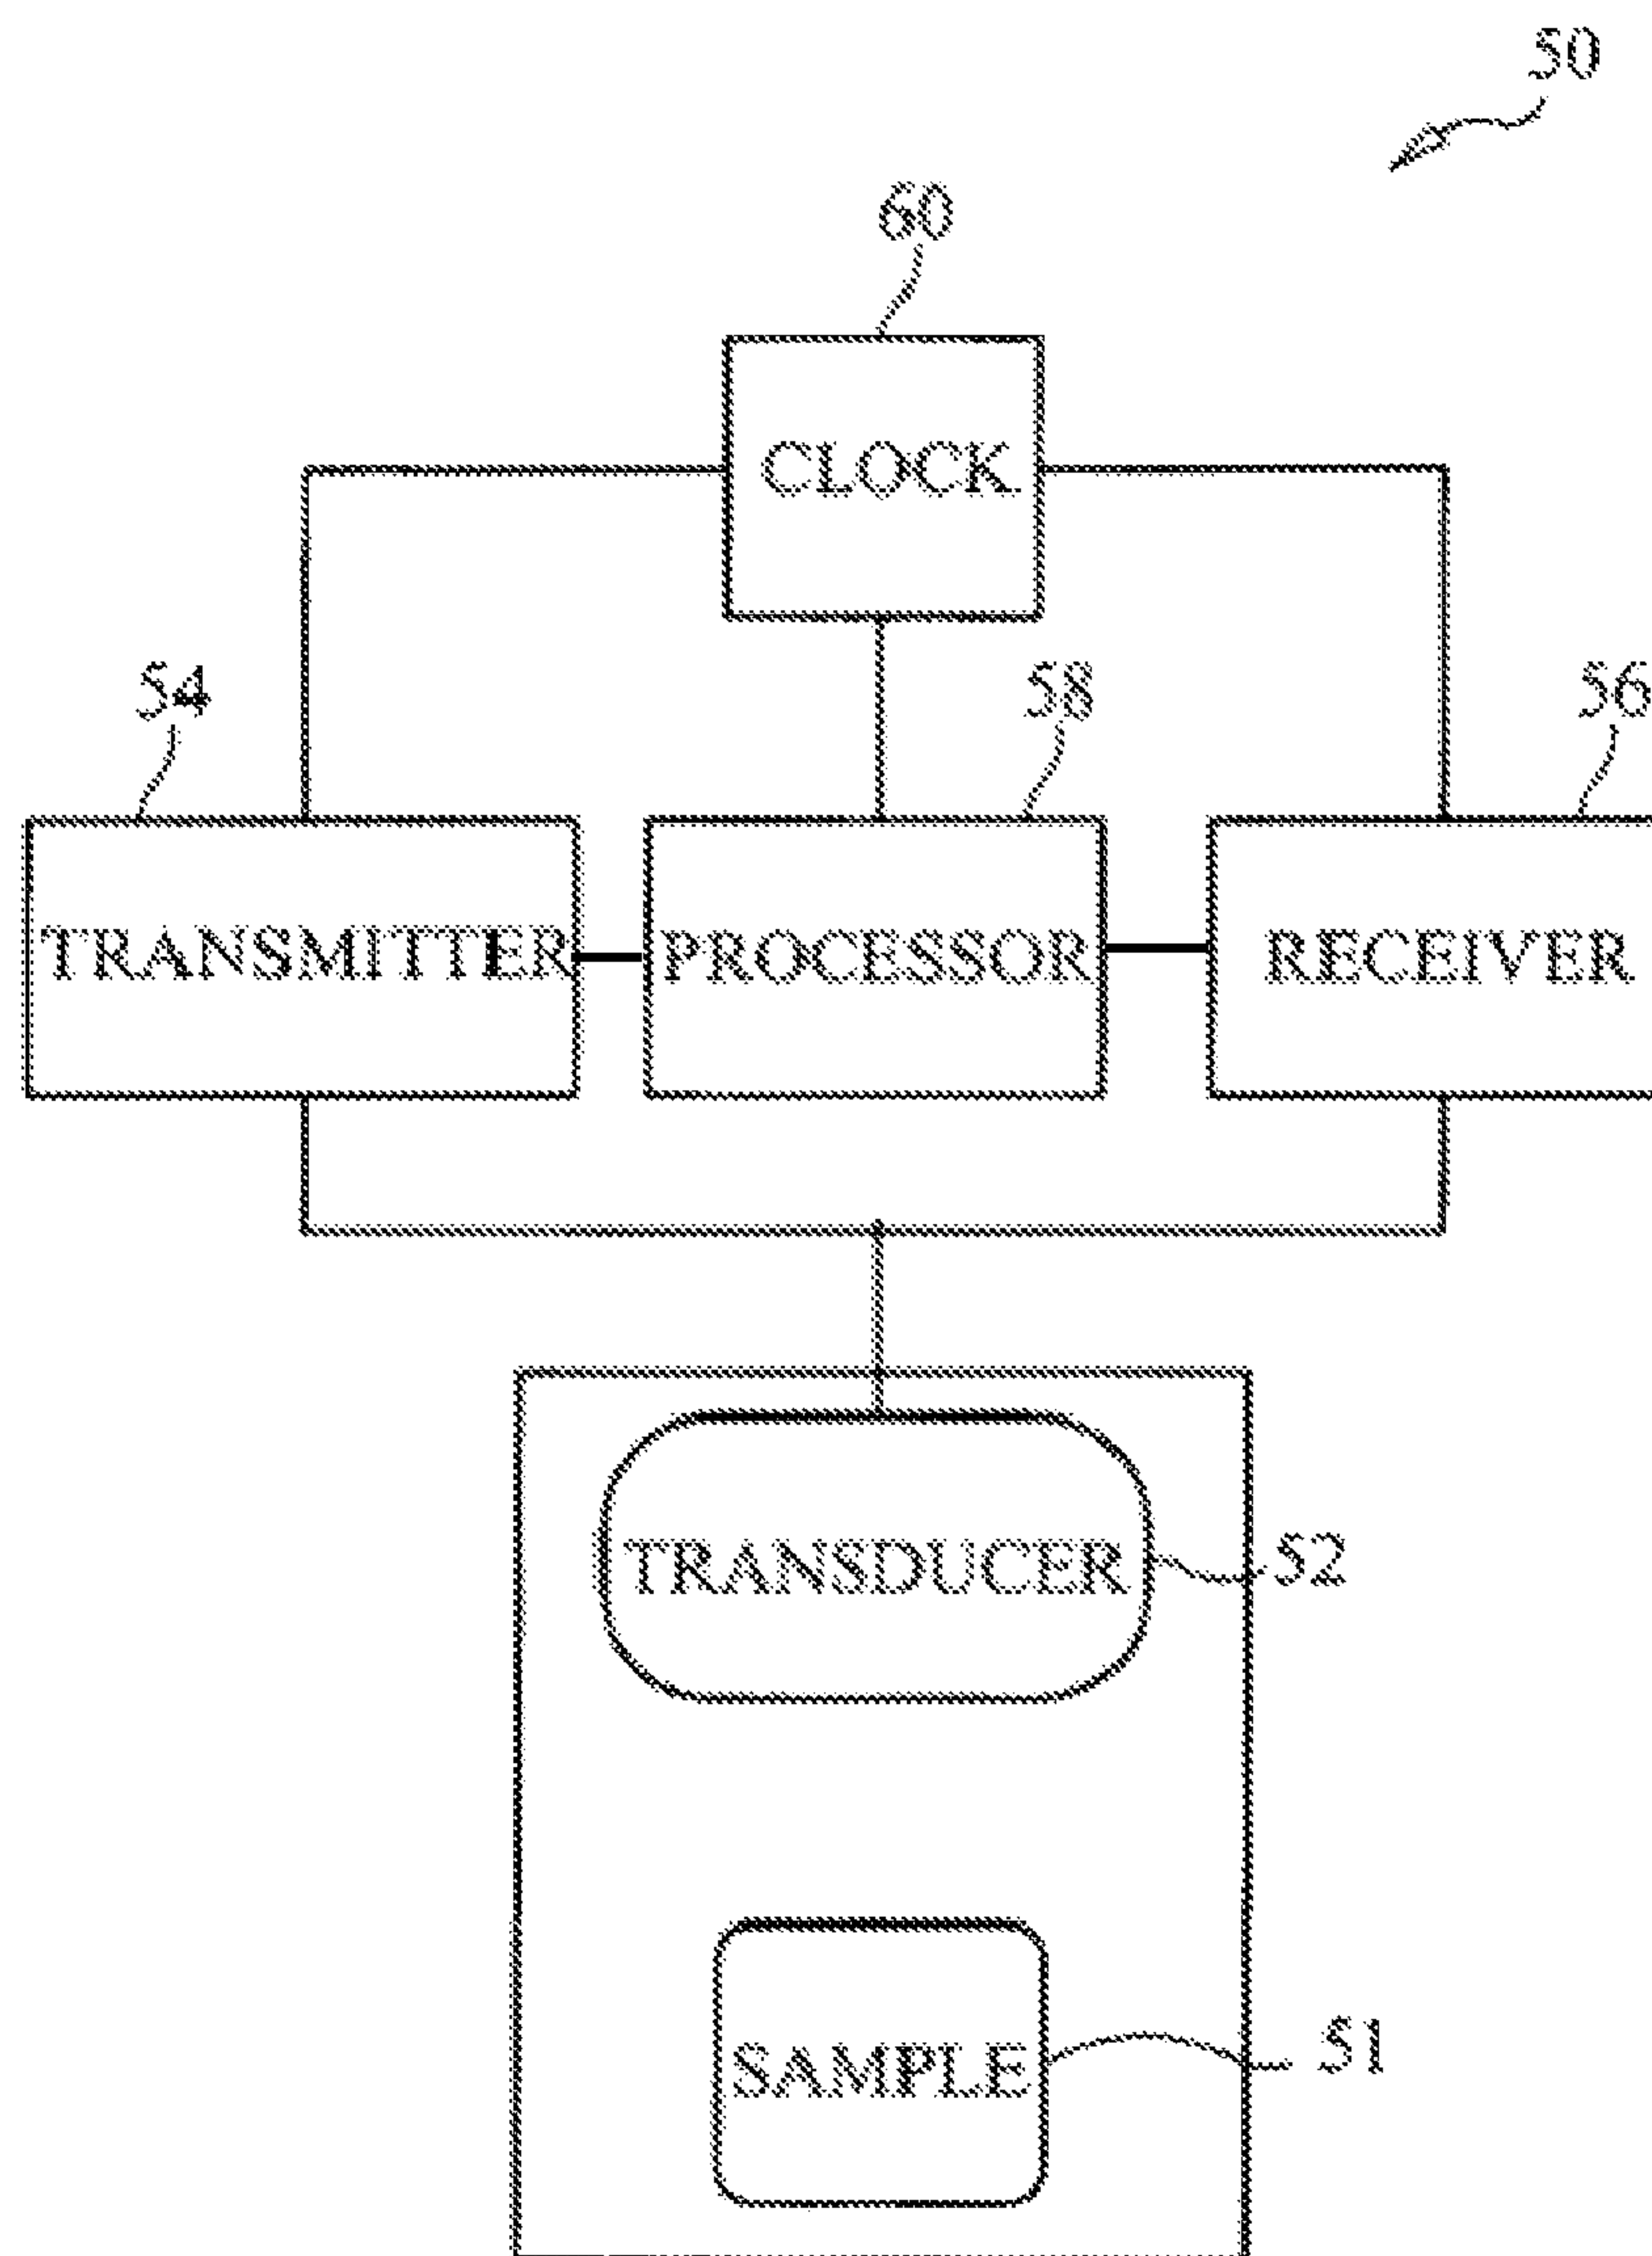 50
60
CLOCK
54
58
56
TRANSMITTER
PROCESSOR
RECEIVER
TRANSDUCER
52
SAMPLE
51